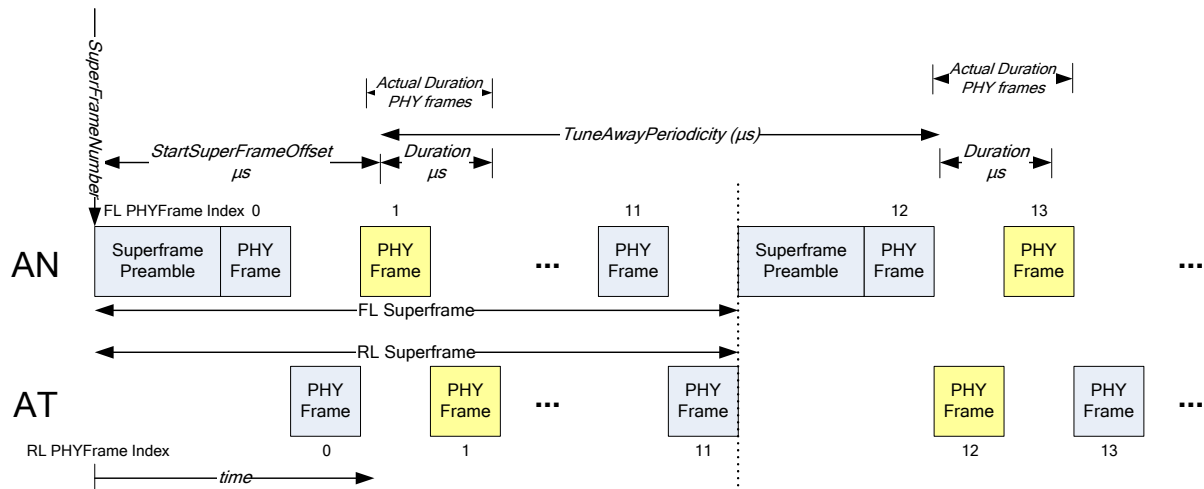 SuperFrameNumber
Actual Duration
PHY frames
Actual Duration
PHY frames
TuneAwayPeriodicity (µs)
StartSuperFrameOffset
µs
Duration
µs
Duration
µs
FL PHYFrame Index 0 1 11 12 13
AN
Superframe
Preamble
PHY
Frame
PHY
Frame
...
PHY
Frame
Superframe
Preamble
PHY
Frame
PHY
Frame
...
FL Superframe
RL Superframe
AT
PHY
Frame
PHY
Frame
...
PHY
Frame
PHY
Frame
PHY
Frame
...
RL PHYFrame Index 0 1 11 12 13
time